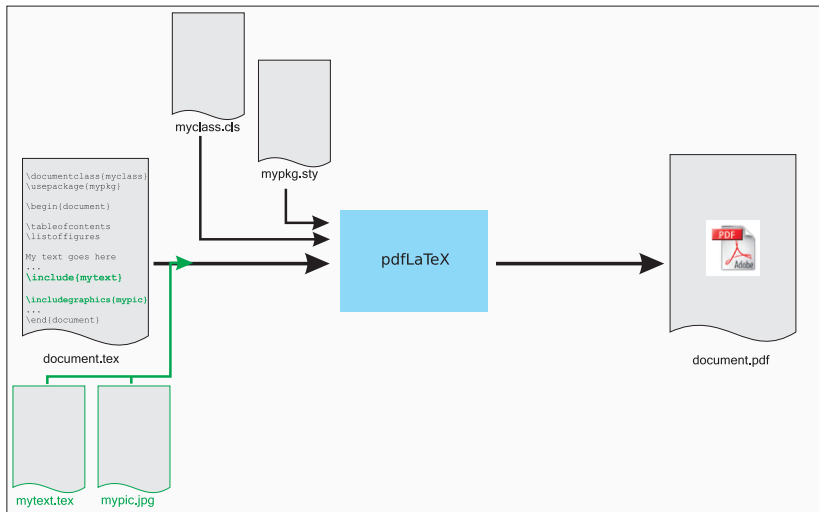 myclass.cls
mypkg.sty
\documentclass{myclass}
\usepackage{mypkg}
\begin{document}
\tableofcontents
\listoffigures
My text goes here
...
\include{mytext}
\includegraphics{mypic}
...
\end{document}
document.tex
pdfLaTeX
PDF
Adobe
document.pdf
mytext.tex
mypic.jpg